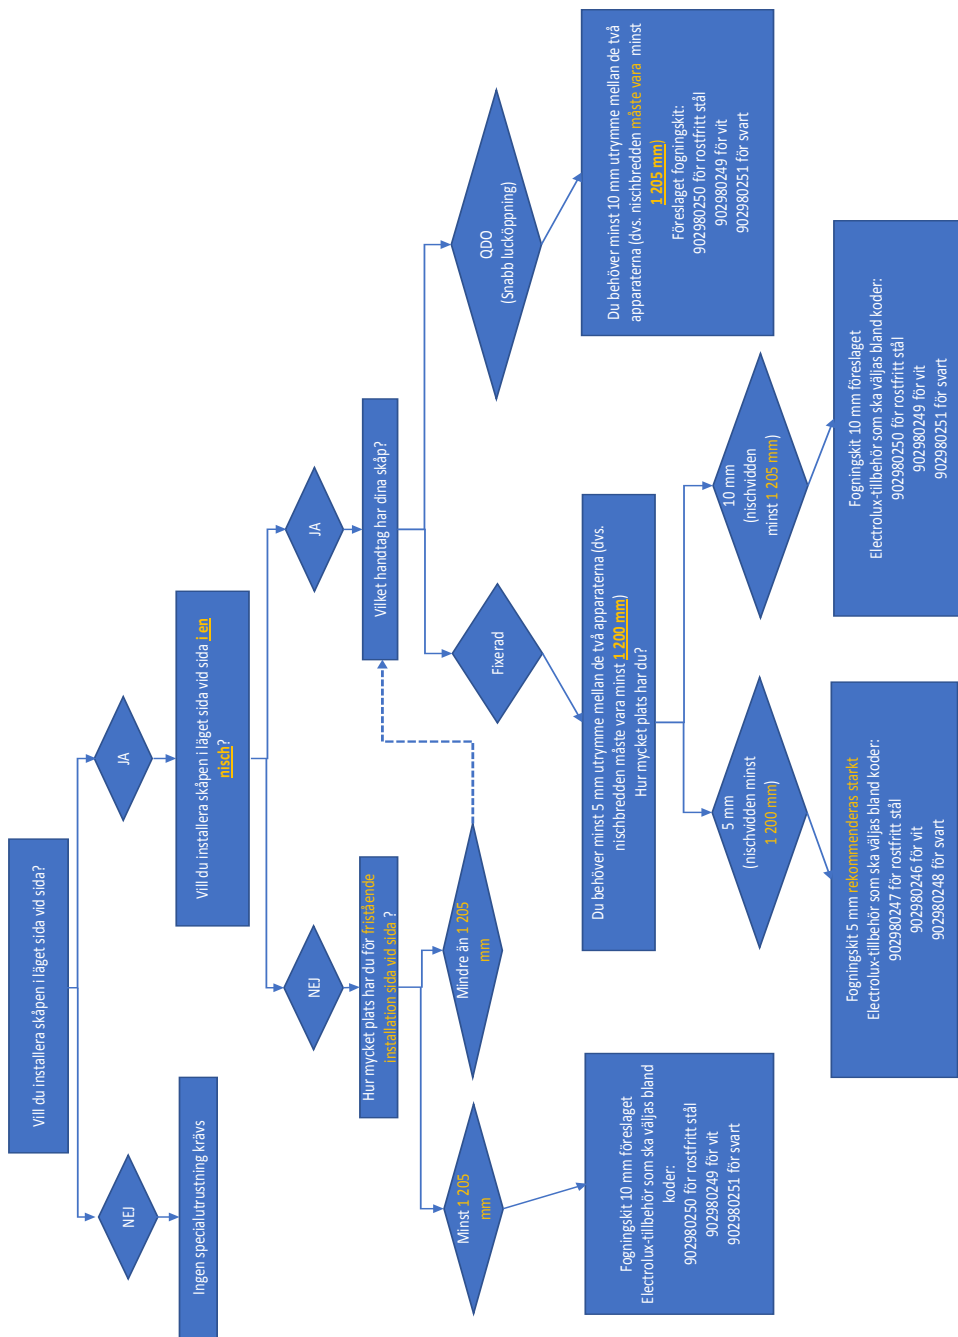 Vill du installera skåpen i läget sida vid sida?
NEJ
JA
Ingen specialutrustning krävs
Vill du installera skåpen i läget sida vid sida i en
nisch?
NEJ
JA
Hur mycket plats har du för fristående
installation sida vid sida ?
Vilket handtag har dina skåp?
Minst 1 205
mm
Mindre än 1 205
mm
Fixerad
QDO
(Snabb lucköppning)
Fogningskit 10 mm föreslaget
Electrolux-tillbehör som ska väljas bland
koder:
902980250 för rostfritt stål
902980249 för vit
902980251 för svart
Du behöver minst 5 mm utrymme mellan de två apparaterna (dvs.
nischbredden måste vara minst 1 200 mm)
Hur mycket plats har du?
Du behöver minst 10 mm utrymme mellan de två
apparaterna (dvs. nischbredden måste vara minst
1 205 mm)
Föreslaget fogningskit:
902980250 för rostfritt stål
902980249 för vit
902980251 för svart
5 mm
(nischvidden minst
1 200 mm)
10 mm
(nischvidden
minst 1 205 mm)
Fogningskit 5 mm rekommenderas starkt
Electrolux-tillbehör som ska väljas bland koder:
902980247 för rostfritt stål
902980246 för vit
902980248 för svart
Fogningskit 10 mm föreslaget
Electrolux-tillbehör som ska väljas bland koder:
902980250 för rostfritt stål
902980249 för vit
902980251 för svart